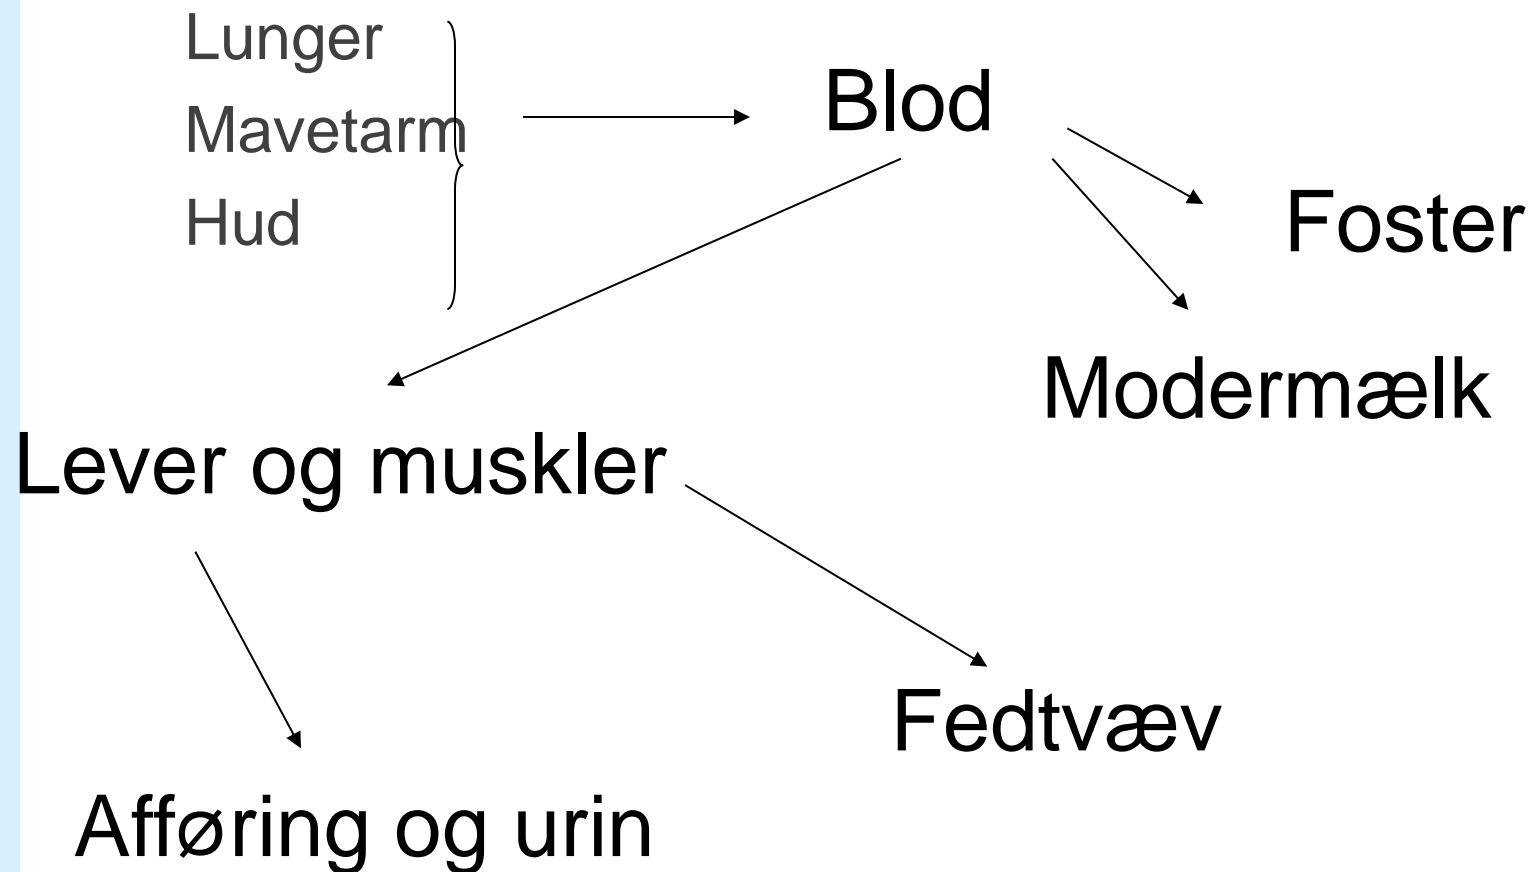 Lunger
Mavetarm
Hud
Blod
Foster
Modermælk
Lever og muskler
Fedtvæv
Afføring og urin